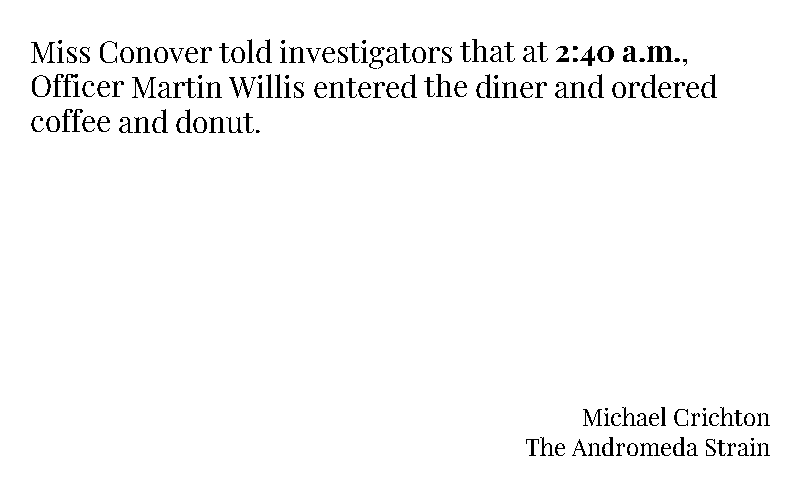 Miss Conover told investigators that at 2:40 a.m.,
Officer Martin Willis entered the diner and ordered
coffee and donut.
Michael Crichton
The Andromeda Strain